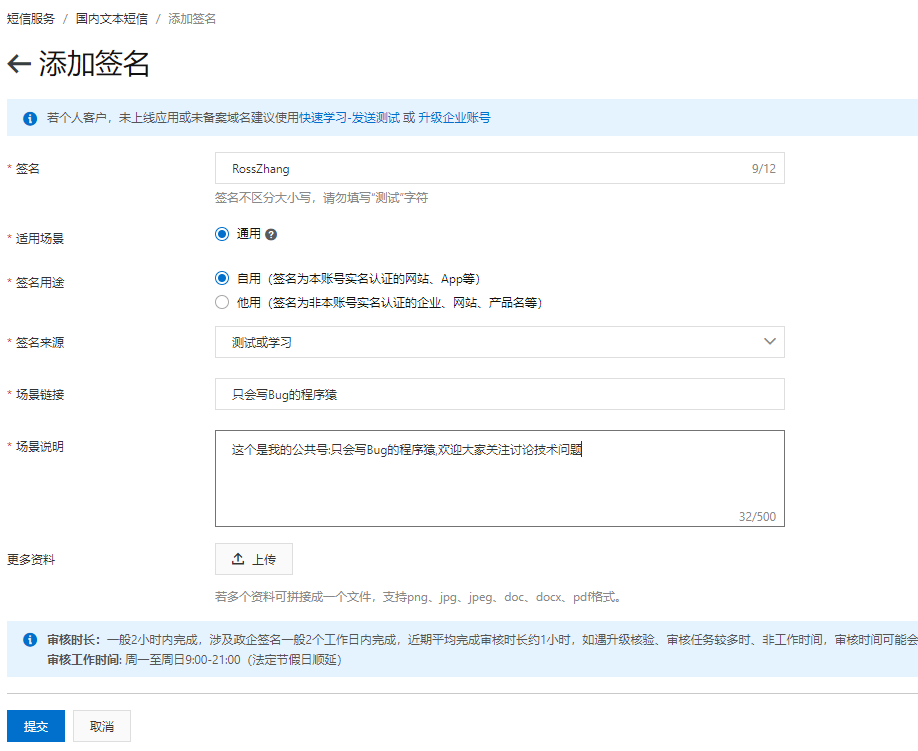 短信服务 / 国内文本短信 / 添加签名
添加签名
若个人客户，未上线应用或未备案域名建议使用快速学习-发送测试 或 升级企业账号
* 签名
RossZhang
9/12
签名不区分大小写，请勿填写“测试”字符
* 适用场景
通用
* 签名用途
自用（签名为本账号实名认证的网站、App等）
他用（签名为非本账号实名认证的企业、网站、产品名等）
* 签名来源
测试或学习
* 场景链接
只会写Bug的程序猿
* 场景说明
这个是我的公共号:只会写Bug的程序猿,欢迎大家关注讨论技术问题
32/500
更多资料
上传
若多个资料可拼接成一个文件，支持png、jpg、jpeg、doc、docx、pdf格式。
审核时长：一般2小时内完成，涉及政企签名一般2个工作日内完成，近期平均完成审核时长约1小时，如遇升级核验、审核任务较多时、非工作时间，审核时间可能会
审核工作时间: 周一至周日9:00-21:00（法定节假日顺延）
提交
取消